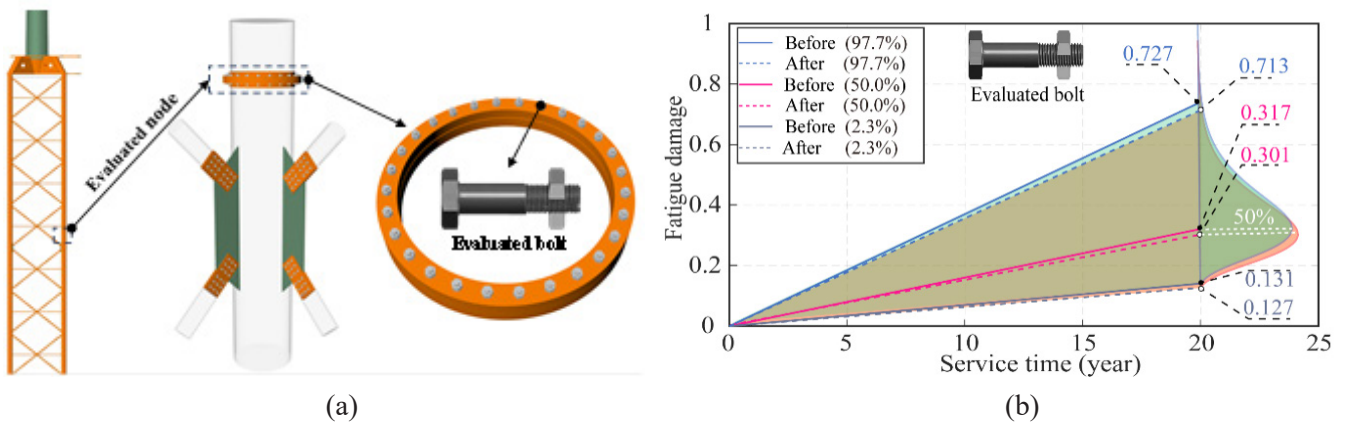 Evaluated node
Evaluated bolt
(a)
Fatigue damage
1
0.8
0.6
0.4
0.2
0
Before (97.7%)
After (97.7%)
Before (50.0%)
After (50.0%)
Before (2.3%)
After (2.3%)
Evaluated bolt
0.727
0.713
0.317
0.301
50%
0.131
0.127
0
5
10
15
20
25
Service time (year)
(b)